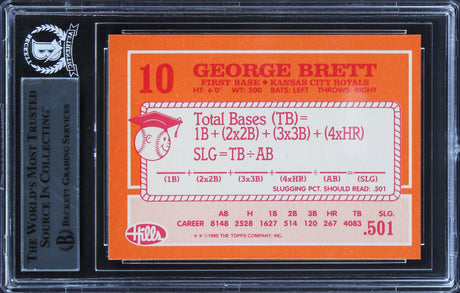 THE WORLD'S MOST TRUSTED
SOURCE IN COLLECTING™
BECKETT GRADING SERVICES
B
10 GEORGE BRETT
FIRST BASE • KANSAS CITY ROYALS
HT: 6'0" WT: 200 BATS: LEFT THROWS: RIGHT
Total Bases (TB)=
1B+(2x2B)+(3x3B)+(4xHR)
SLG=TB÷AB
+ + + ÷ =
(1B) (2x2B) (3x3B) (4xHR) (AB) (SLG)
SLUGGING PCT. SHOULD READ: .501
Hills
AB H 1B 2B 3B HR TB SLG.
CAREER 8148 2528 1627 514 120 267 4083 .501
★ ★ ©1990 THE TOPPS COMPANY, INC.